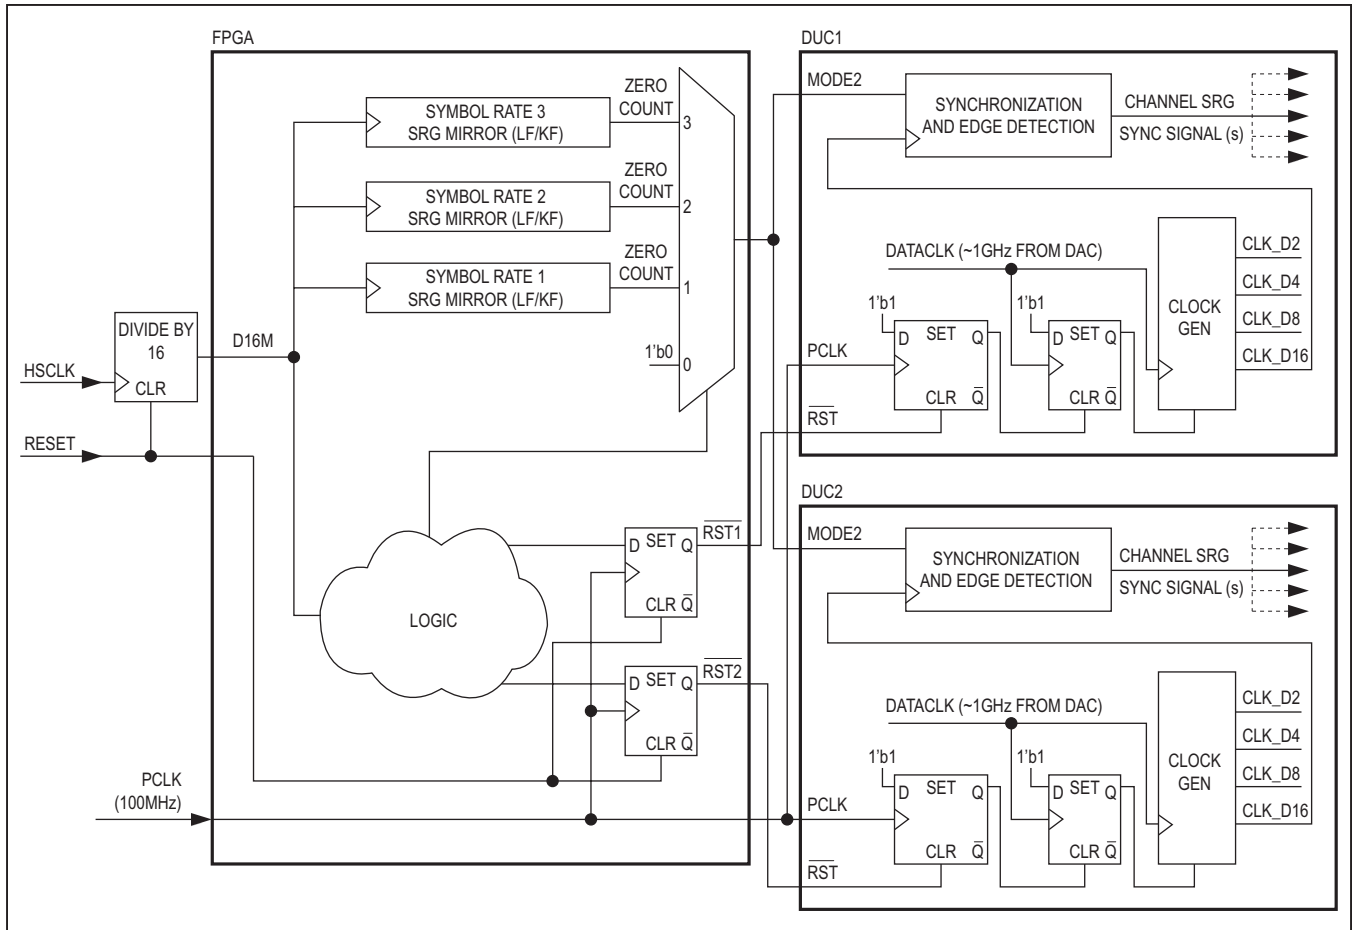 FPGA
ZERO
COUNT
SYMBOL RATE 3
SRG MIRROR (LF/KF)
3
ZERO
COUNT
SYMBOL RATE 2
SRG MIRROR (LF/KF)
2
ZERO
COUNT
SYMBOL RATE 1
SRG MIRROR (LF/KF)
1
1'b0
0
DIVIDE BY
16
CLR
D16M
HSCLK
RESET
LOGIC
D SET Q
CLR Q̅
R̅S̅T̅1̅
D SET Q
CLR Q̅
R̅S̅T̅2̅
PCLK
(100MHz)
DUC1
MODE2
SYNCHRONIZATION
AND EDGE DETECTION
CHANNEL SRG
SYNC SIGNAL (s)
DATACLK (~1GHz FROM DAC)
1'b1
1'b1
D SET Q
CLR Q̅
D SET Q
CLR Q̅
PCLK
R̅S̅T̅
CLOCK
GEN
CLK_D2
CLK_D4
CLK_D8
CLK_D16
DUC2
MODE2
SYNCHRONIZATION
AND EDGE DETECTION
CHANNEL SRG
SYNC SIGNAL (s)
DATACLK (~1GHz FROM DAC)
1'b1
1'b1
D SET Q
CLR Q̅
D SET Q
CLR Q̅
PCLK
R̅S̅T̅
CLOCK
GEN
CLK_D2
CLK_D4
CLK_D8
CLK_D16